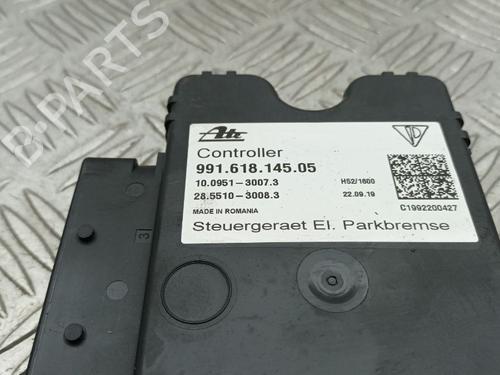 Ate
Controller
991.618.145.05
10.0951-3007.3
28.5510-3008.3
H52/1600
22.09.19
MADE IN ROMANIA
C1992200427
Steuergeraet El. Parkbremse
B-PARTS
3